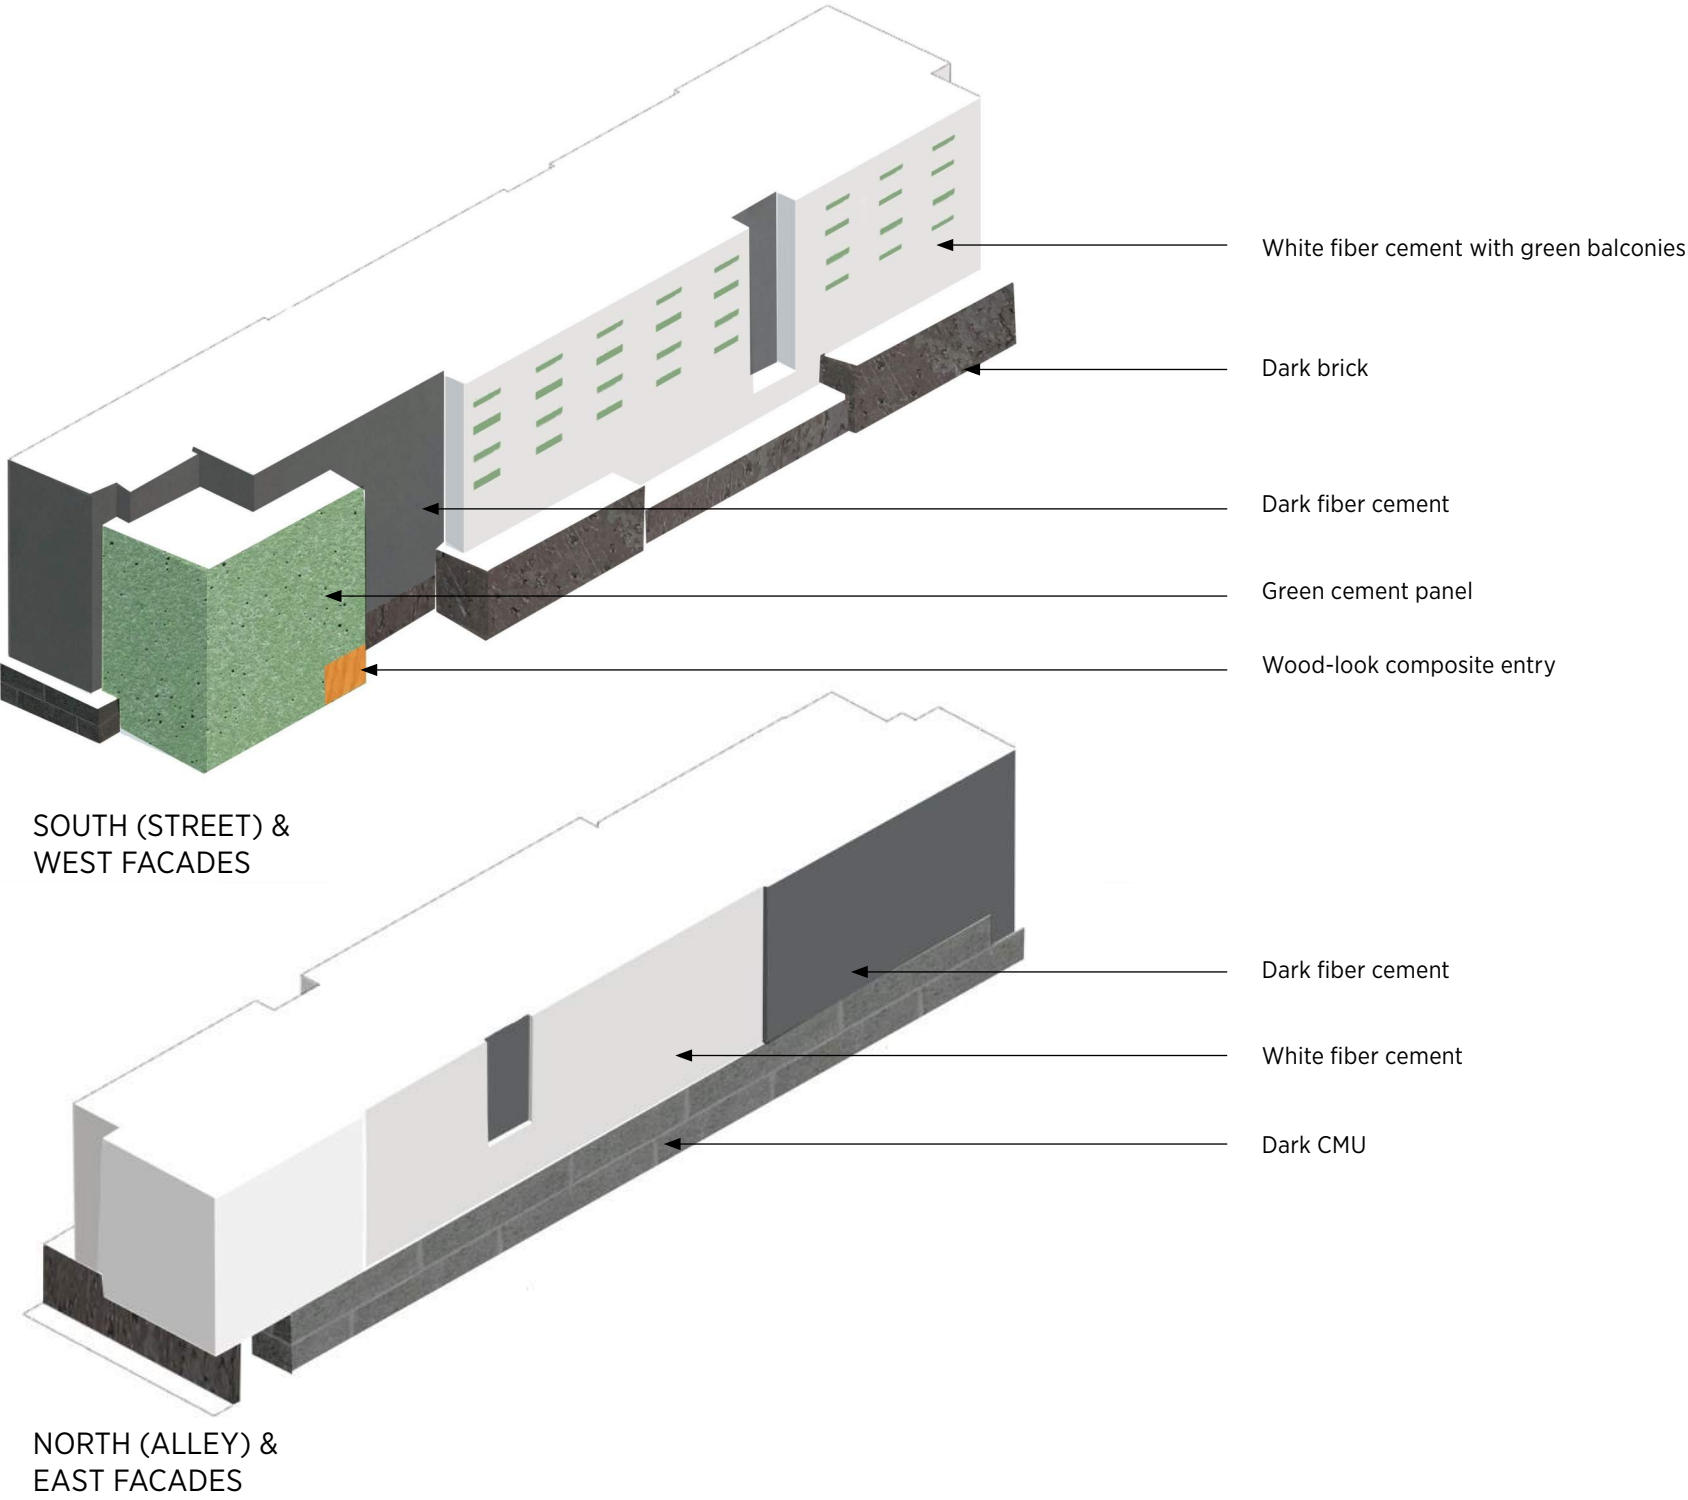 White fiber cement with green balconies
Dark brick
Dark fiber cement
Green cement panel
Wood-look composite entry
SOUTH (STREET) &
WEST FACADES
Dark fiber cement
White fiber cement
Dark CMU
NORTH (ALLEY) &
EAST FACADES